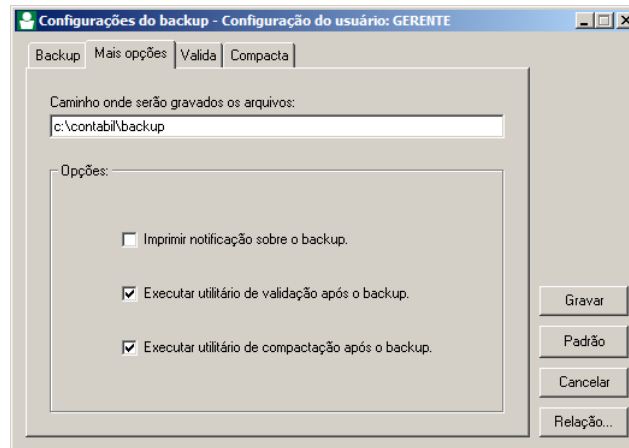 Configurações do backup - Configuração do usuário: GERENTE
Backup Mais opções Valida Compacta
Caminho onde serão gravados os arquivos:
c:\contabil\backup
Opções:
Imprimir notificação sobre o backup.
Executar utilitário de validação após o backup.
Executar utilitário de compactação após o backup.
Gravar
Padrão
Cancelar
Relação...